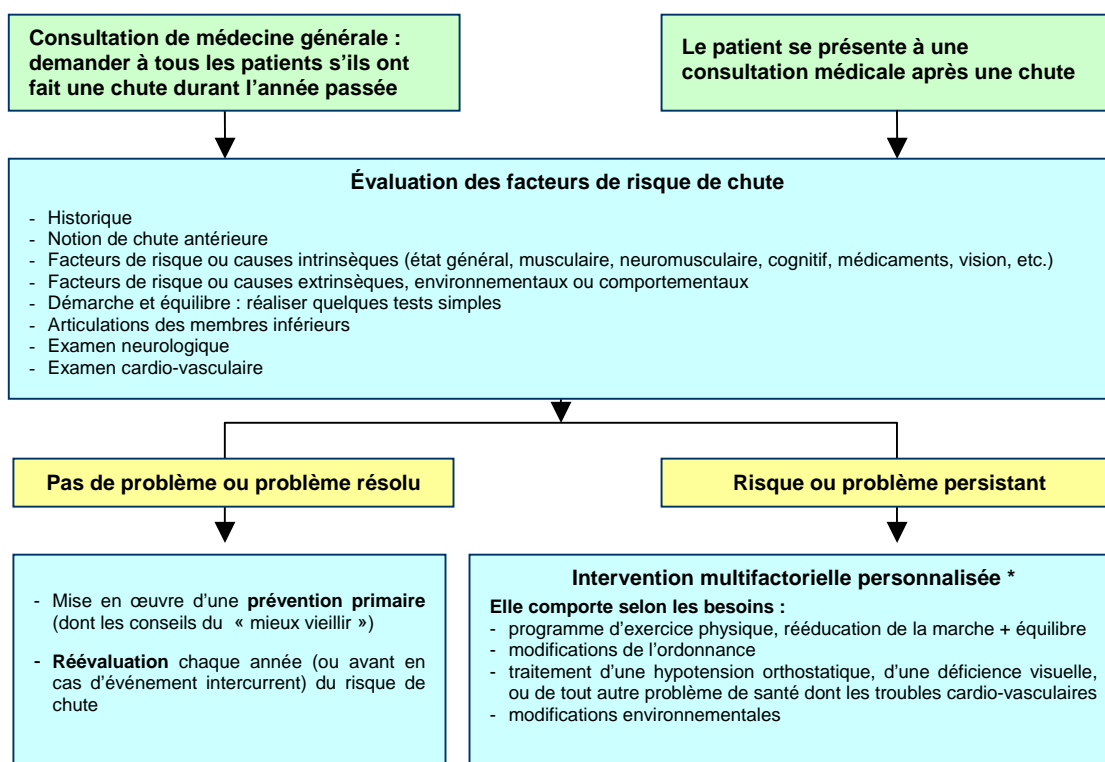 Consultation de médecine générale :
demander à tous les patients s’ils ont
fait une chute durant l’année passée
Le patient se présente à une
consultation médicale après une chute
Évaluation des facteurs de risque de chute
- Historique
- Notion de chute antérieure
- Facteurs de risque ou causes intrinsèques (état général, musculaire, neuromusculaire, cognitif, médicaments, vision, etc.)
- Facteurs de risque ou causes extrinsèques, environnementaux ou comportementaux
- Démarche et équilibre : réaliser quelques tests simples
- Articulations des membres inférieurs
- Examen neurologique
- Examen cardio-vasculaire
Pas de problème ou problème résolu
Risque ou problème persistant
- Mise en œuvre d’une prévention primaire
(dont les conseils du « mieux vieillir »)
- Réévaluation chaque année (ou avant en
cas d’événement intercurrent) du risque de
chute
Intervention multifactorielle personnalisée *
Elle comporte selon les besoins :
- programme d’exercice physique, rééducation de la marche + équilibre
- modifications de l’ordonnance
- traitement d’une hypotension orthostatique, d’une déficience visuelle,
ou de tout autre problème de santé dont les troubles cardio-vasculaires
- modifications environnementales